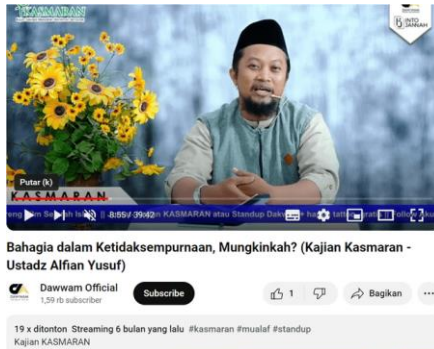 KASMARAN
INTO
JANNAH
Putar (k)
KASMARAN
8:55 / 39:42
KASMARAN atau Standup
Bahagia dalam Ketidaksempurnaan, Mungkinkah? (Kajian Kasmaran -
Ustadz Alfian Yusuf)
Dawwam Official
1,59 rb subscriber
Subscribe
1
Bagikan
19 x ditonton Streaming 6 bulan yang lalu #kasmaran #mualaf #standup
Kajian KASMARAN